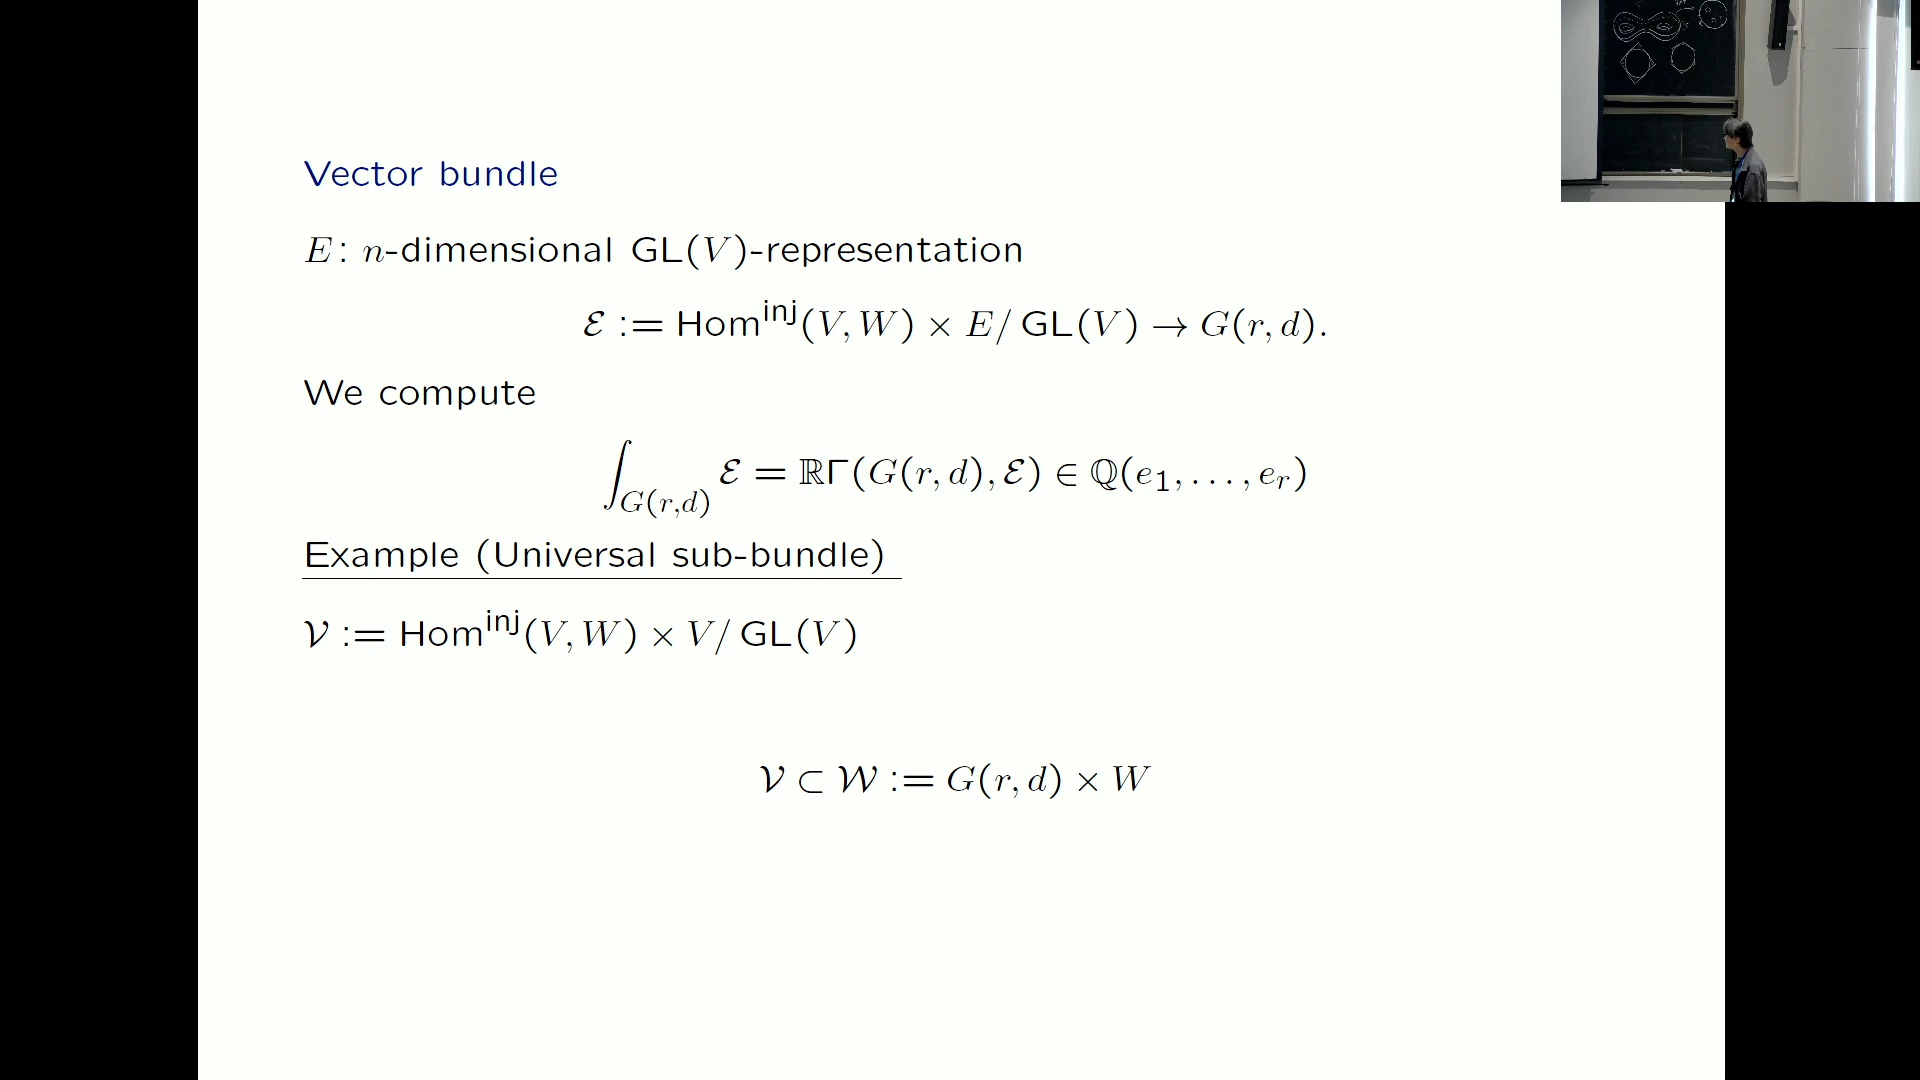 Vector bundle
E: n-dimensional GL(V)-representation
ℰ := Hom^inj(V, W) × E/ GL(V) → G(r, d).
We compute
∫_{G(r,d)} ℰ = ℝΓ(G(r, d), ℰ) ∈ ℚ(e_1, . . . , e_r)
Example (Universal sub-bundle)
𝒱 := Hom^inj(V, W) × V/ GL(V)
𝒱 ⊂ 𝒲 := G(r, d) × W